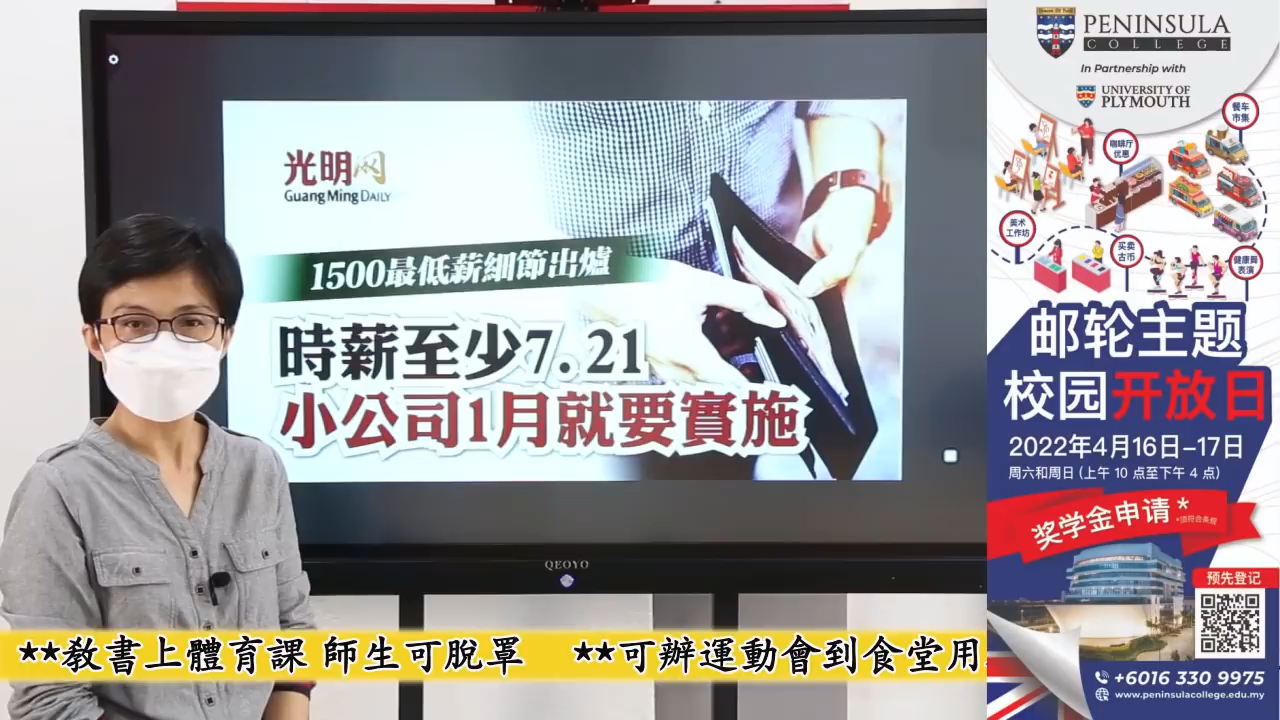 光明网
Guang Ming DAILY
1500最低薪細節出爐
時薪至少7.21
小公司1月就要實施
QEOYO
**教書上體育課 師生可脫罩 **可辦運動會到食堂用
PENINSULA
COLLEGE
In Partnership with
UNIVERSITY OF
PLYMOUTH
餐车
市集
咖啡厅
优惠
美术
工作坊
买卖
古币
健康舞
表演
邮轮主题
校园开放日
2022年4月16日-17日
周六和周日 (上午 10 点至下午 4 点)
奖学金申请*
*须符合条规
预先登记
+6016 330 9975
www.peninsulacollege.edu.my